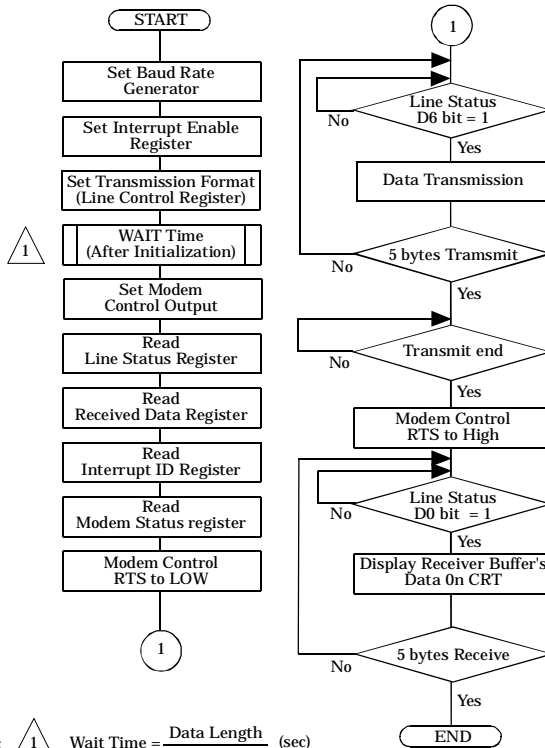 START
Set Baud Rate
Generator
Set Interrupt Enable
Register
Set Transmission Format
(Line Control Register)
1
WAIT Time
(After Initialization)
Set Modem
Control Output
Read
Line Status Register
Read
Received Data Register
Read
Interrupt ID Register
Read
Modem Status register
Modem Control
RTS to LOW
1
1
Line Status
D6 bit = 1
No
Yes
Data Transmission
5 bytes Transmit
No
Yes
Transmit end
No
Yes
Modem Control
RTS to High
Line Status
D0 bit = 1
No
Yes
Display Receiver Buffer's
Data 0n CRT
5 bytes Receive
No
Yes
END
1 Wait Time = Data Length (sec)